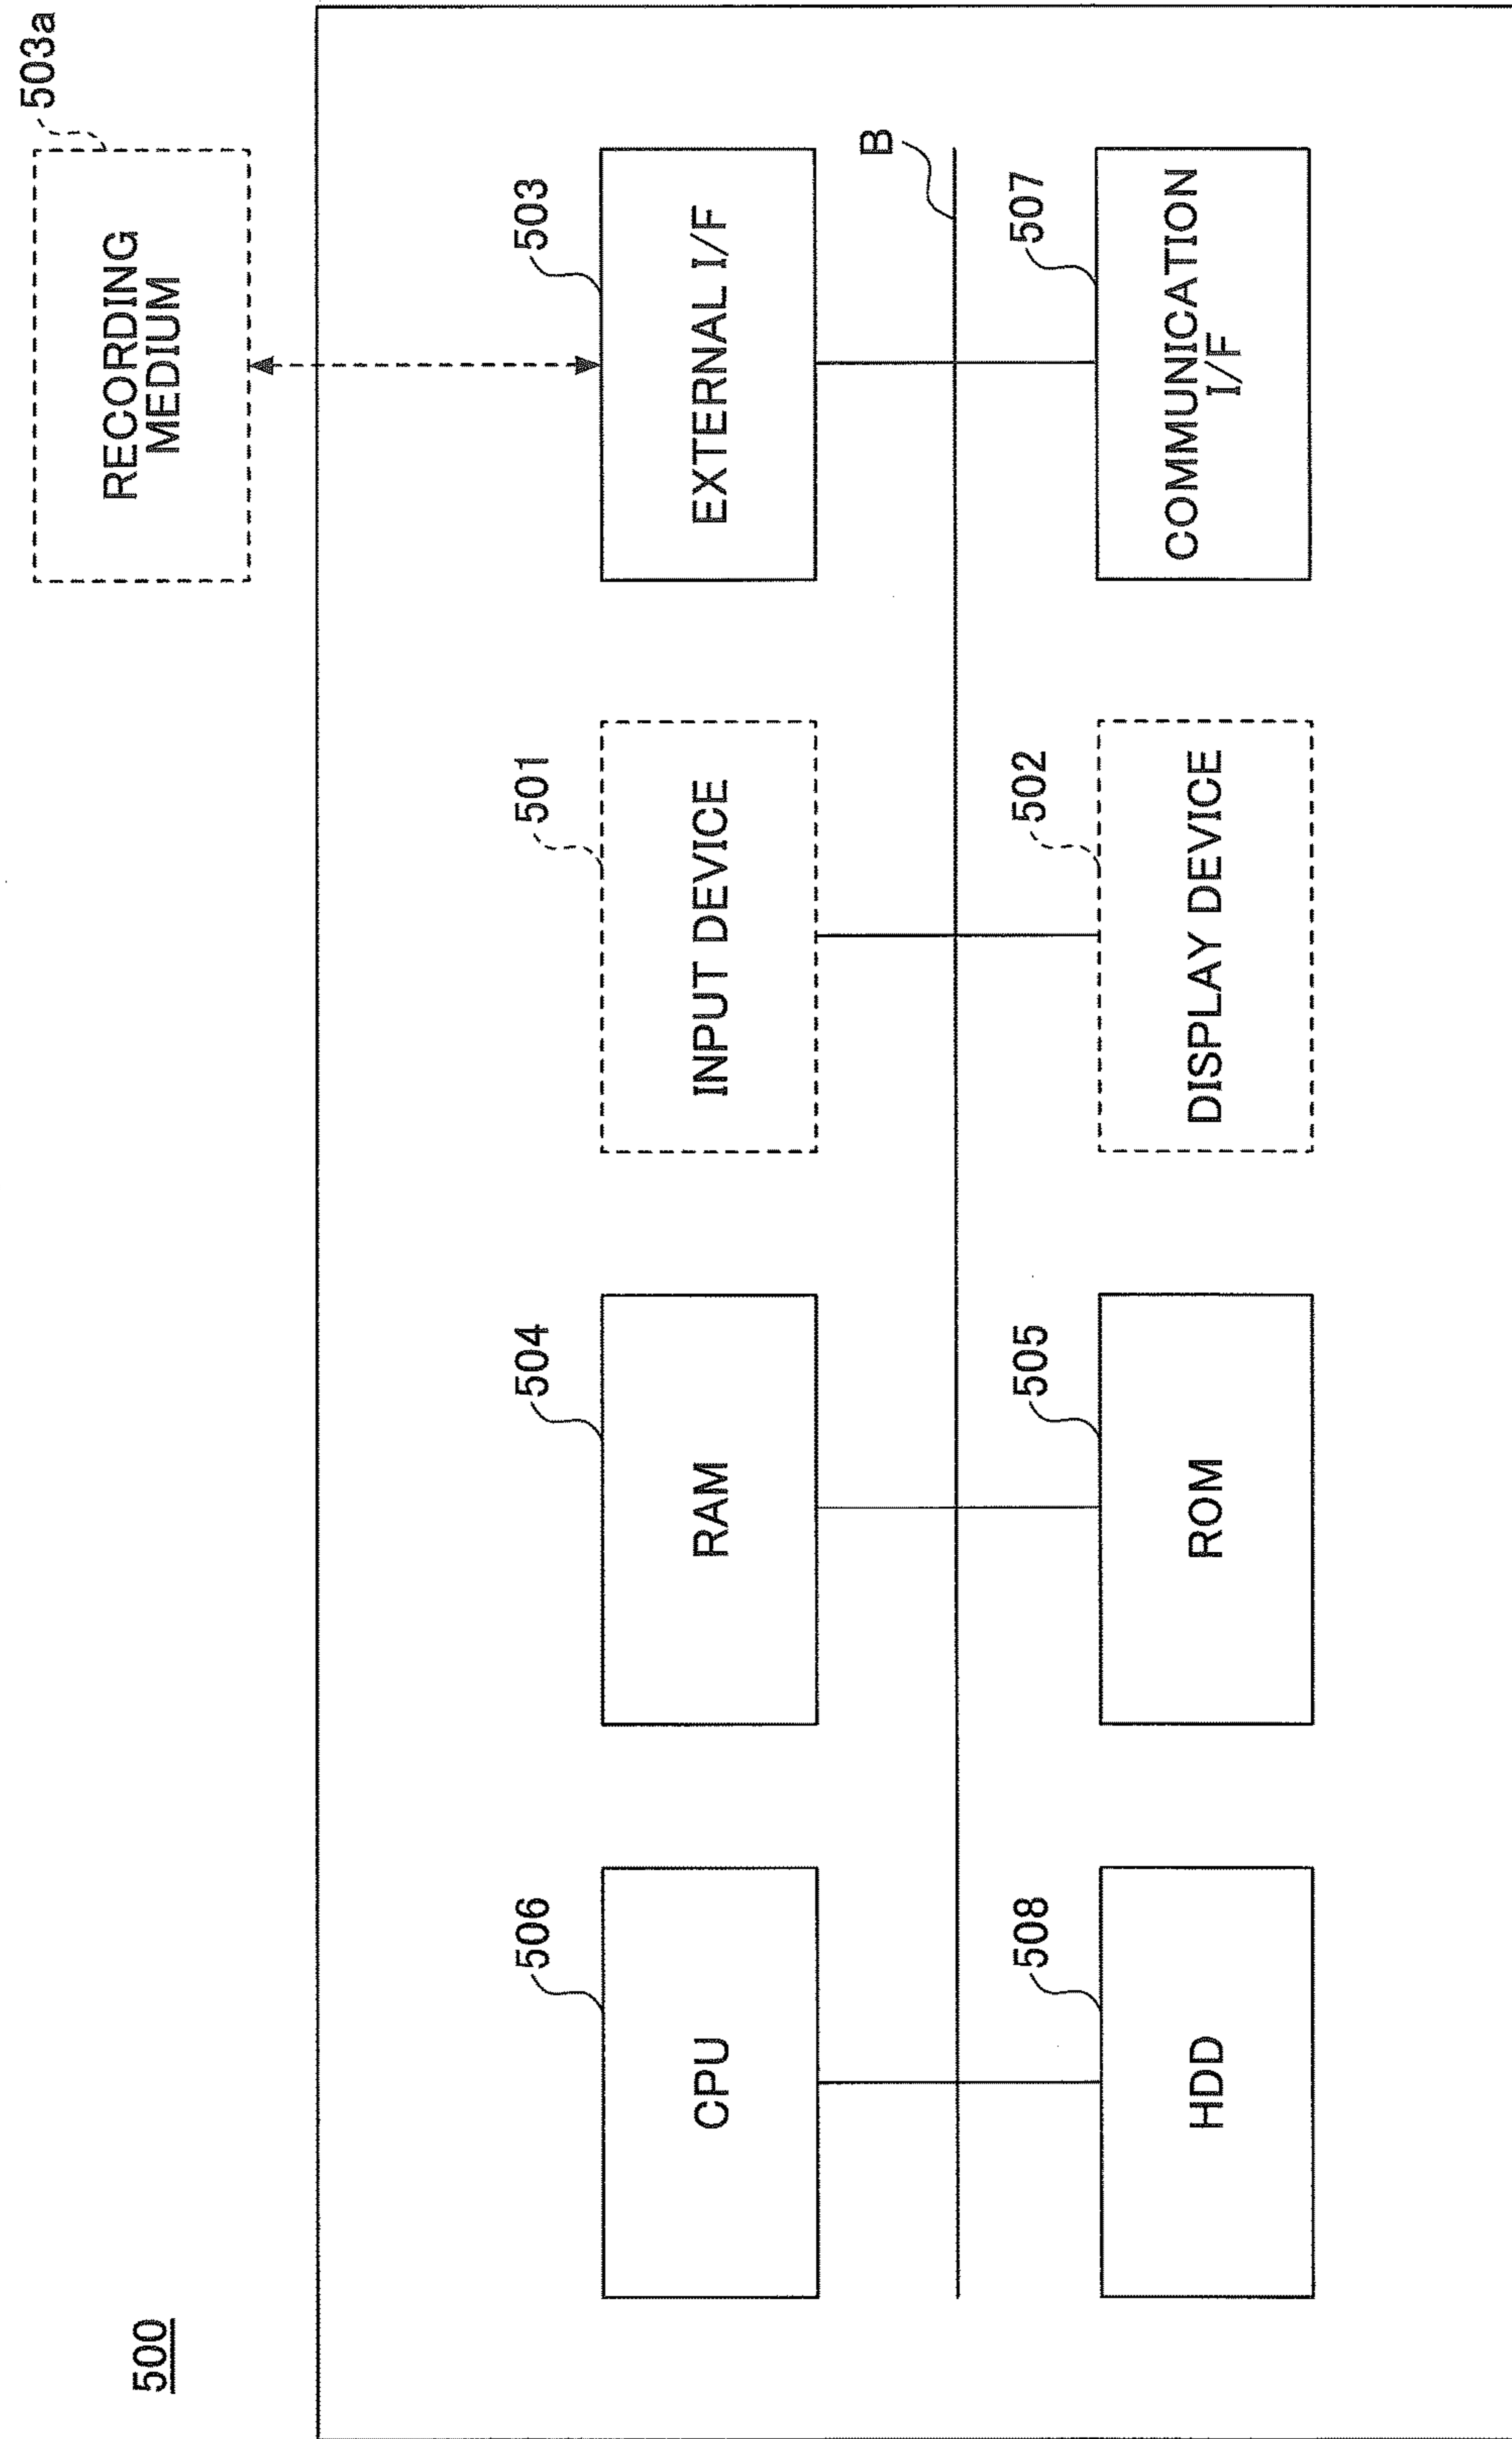 500
503a
RECORDING
MEDIUM
506
CPU
504
RAM
501
INPUT DEVICE
503
EXTERNAL I/F
B
508
HDD
505
ROM
502
DISPLAY DEVICE
507
COMMUNICATION
I/F